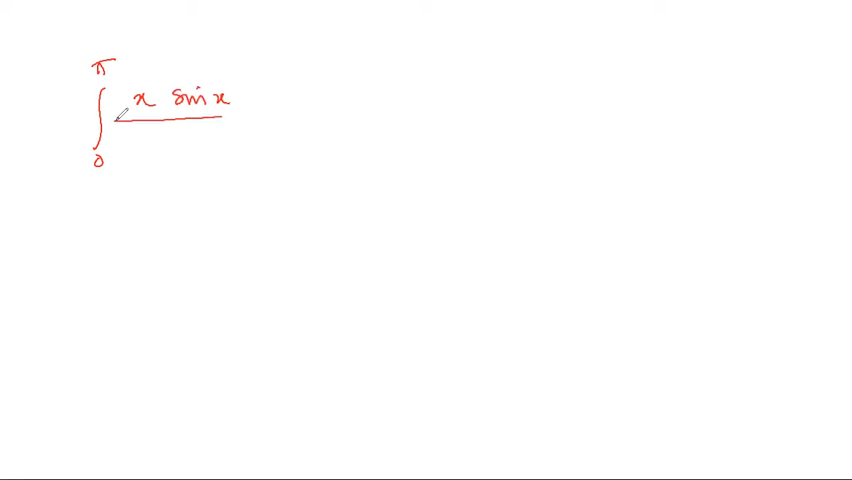 π
∫ x sin x
0